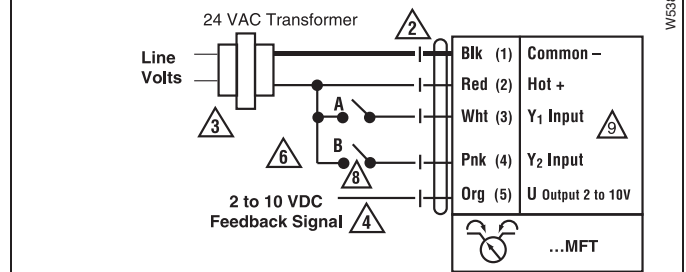 24 VAC Transformer
2
W538
Line
Volts
3
Blk (1) Common –
Red (2) Hot +
A
Wht (3) Y1 Input
9
6
B
8
Pnk (4) Y2 Input
2 to 10 VDC
Feedback Signal
4
Org (5) U Output 2 to 10V
...MFT